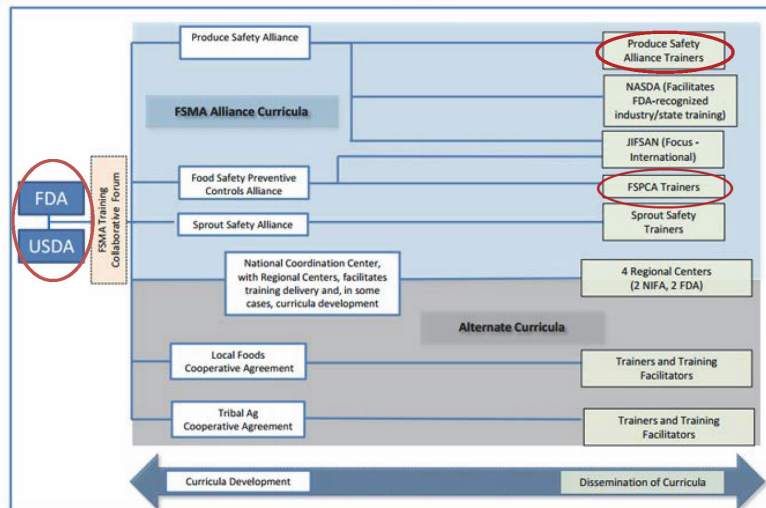 Produce Safety Alliance
Produce Safety
Alliance Trainers
FSMA Alliance Curricula
NASDA (Facilitates
FDA-recognized
industry/state training)
JIFSAN (Focus -
International)
FDA
USDA
FSMA Training
Collaborative Forum
Food Safety Preventive
Controls Alliance
FSPCA Trainers
Sprout Safety Alliance
Sprout Safety
Trainers
National Coordination Center,
with Regional Centers, facilitates
training delivery and, in some
cases, curricula development
4 Regional Centers
(2 NIFA, 2 FDA)
Alternate Curricula
Local Foods
Cooperative Agreement
Trainers and Training
Facilitators
Tribal Ag
Cooperative Agreement
Trainers and Training
Facilitators
Curricula Development
Dissemination of Curricula